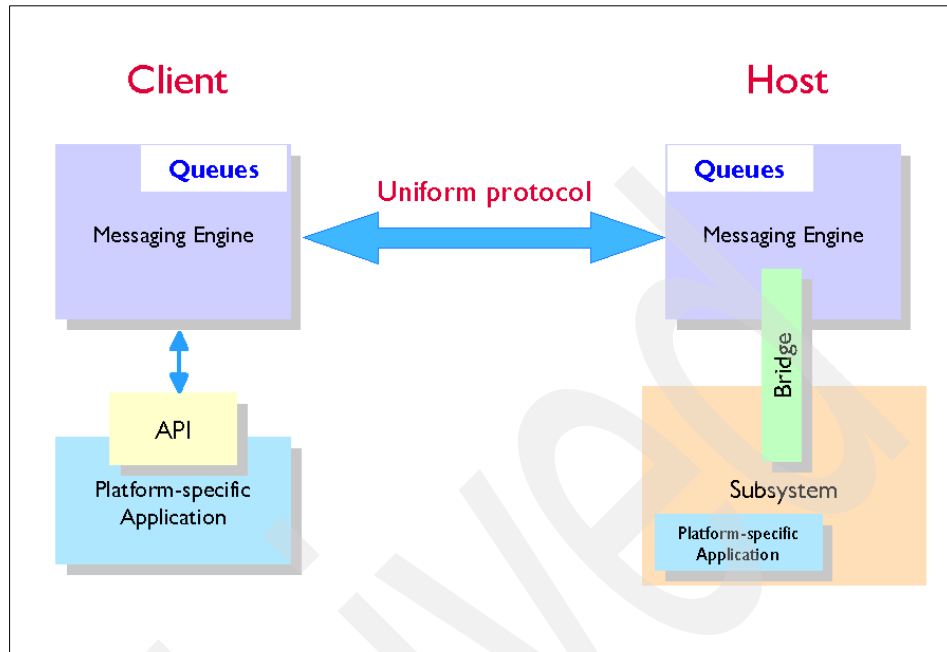 Client
Host
Queues
Messaging Engine
Uniform protocol
Queues
Messaging Engine
Bridge
API
Platform-specific
Application
Subsystem
Platform-specific
Application